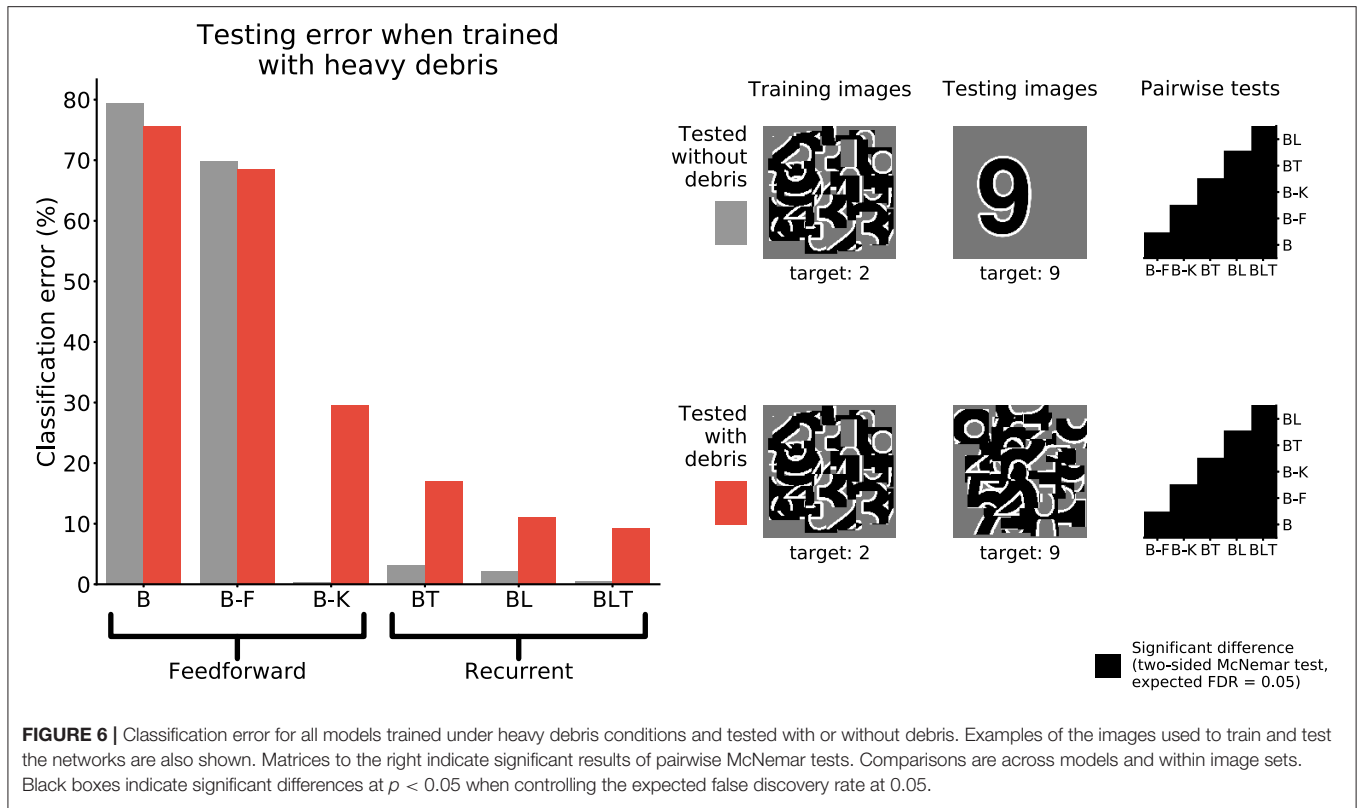 Testing error when trained
with heavy debris
Classification error (%)
80
70
60
50
40
30
20
10
0
B B-F B-K BT BL BLT
Feedforward Recurrent
Training images Testing images Pairwise tests
Tested
without
debris
9
target: 2 target: 9
BL
BT
B-K
B-F
B
B-F B-K BT BL BLT
Tested
with
debris
target: 2 target: 9
BL
BT
B-K
B-F
B
B-F B-K BT BL BLT
Significant difference
(two-sided McNemar test,
expected FDR = 0.05)
FIGURE 6 | Classification error for all models trained under heavy debris conditions and tested with or without debris. Examples of the images used to train and test
the networks are also shown. Matrices to the right indicate significant results of pairwise McNemar tests. Comparisons are across models and within image sets.
Black boxes indicate significant differences at p < 0.05 when controlling the expected false discovery rate at 0.05.